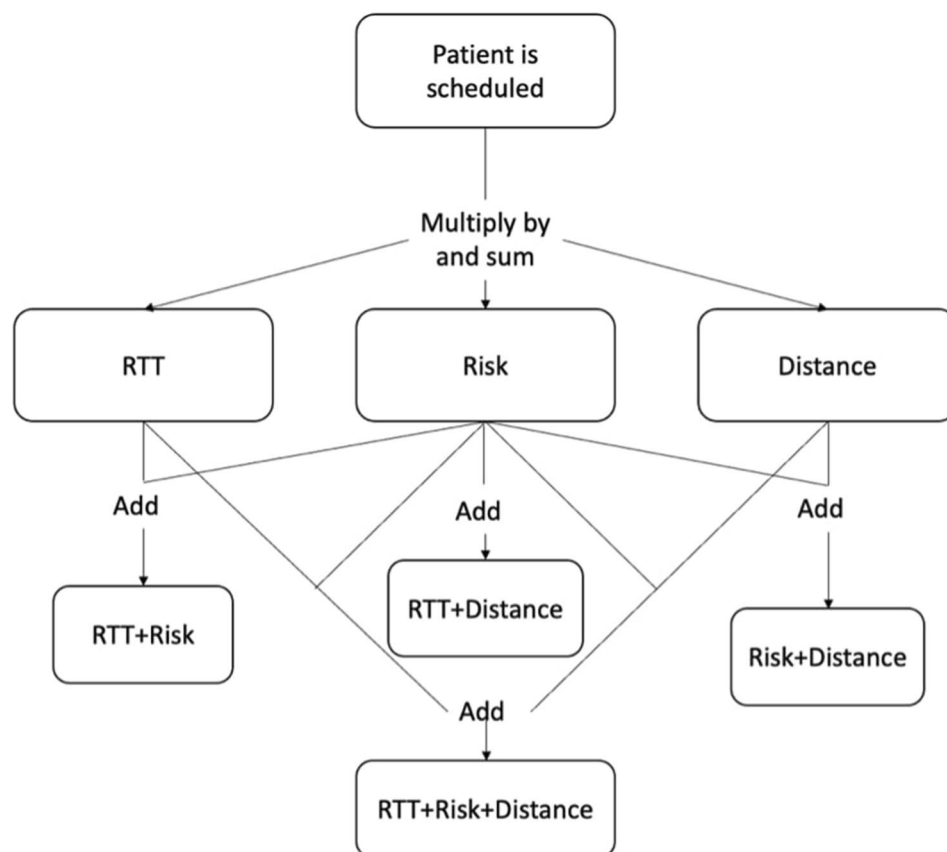 Patient is
scheduled
Multiply by
and sum
RTT
Risk
Distance
Add
Add
Add
RTT+Risk
RTT+Distance
Risk+Distance
Add
RTT+Risk+Distance